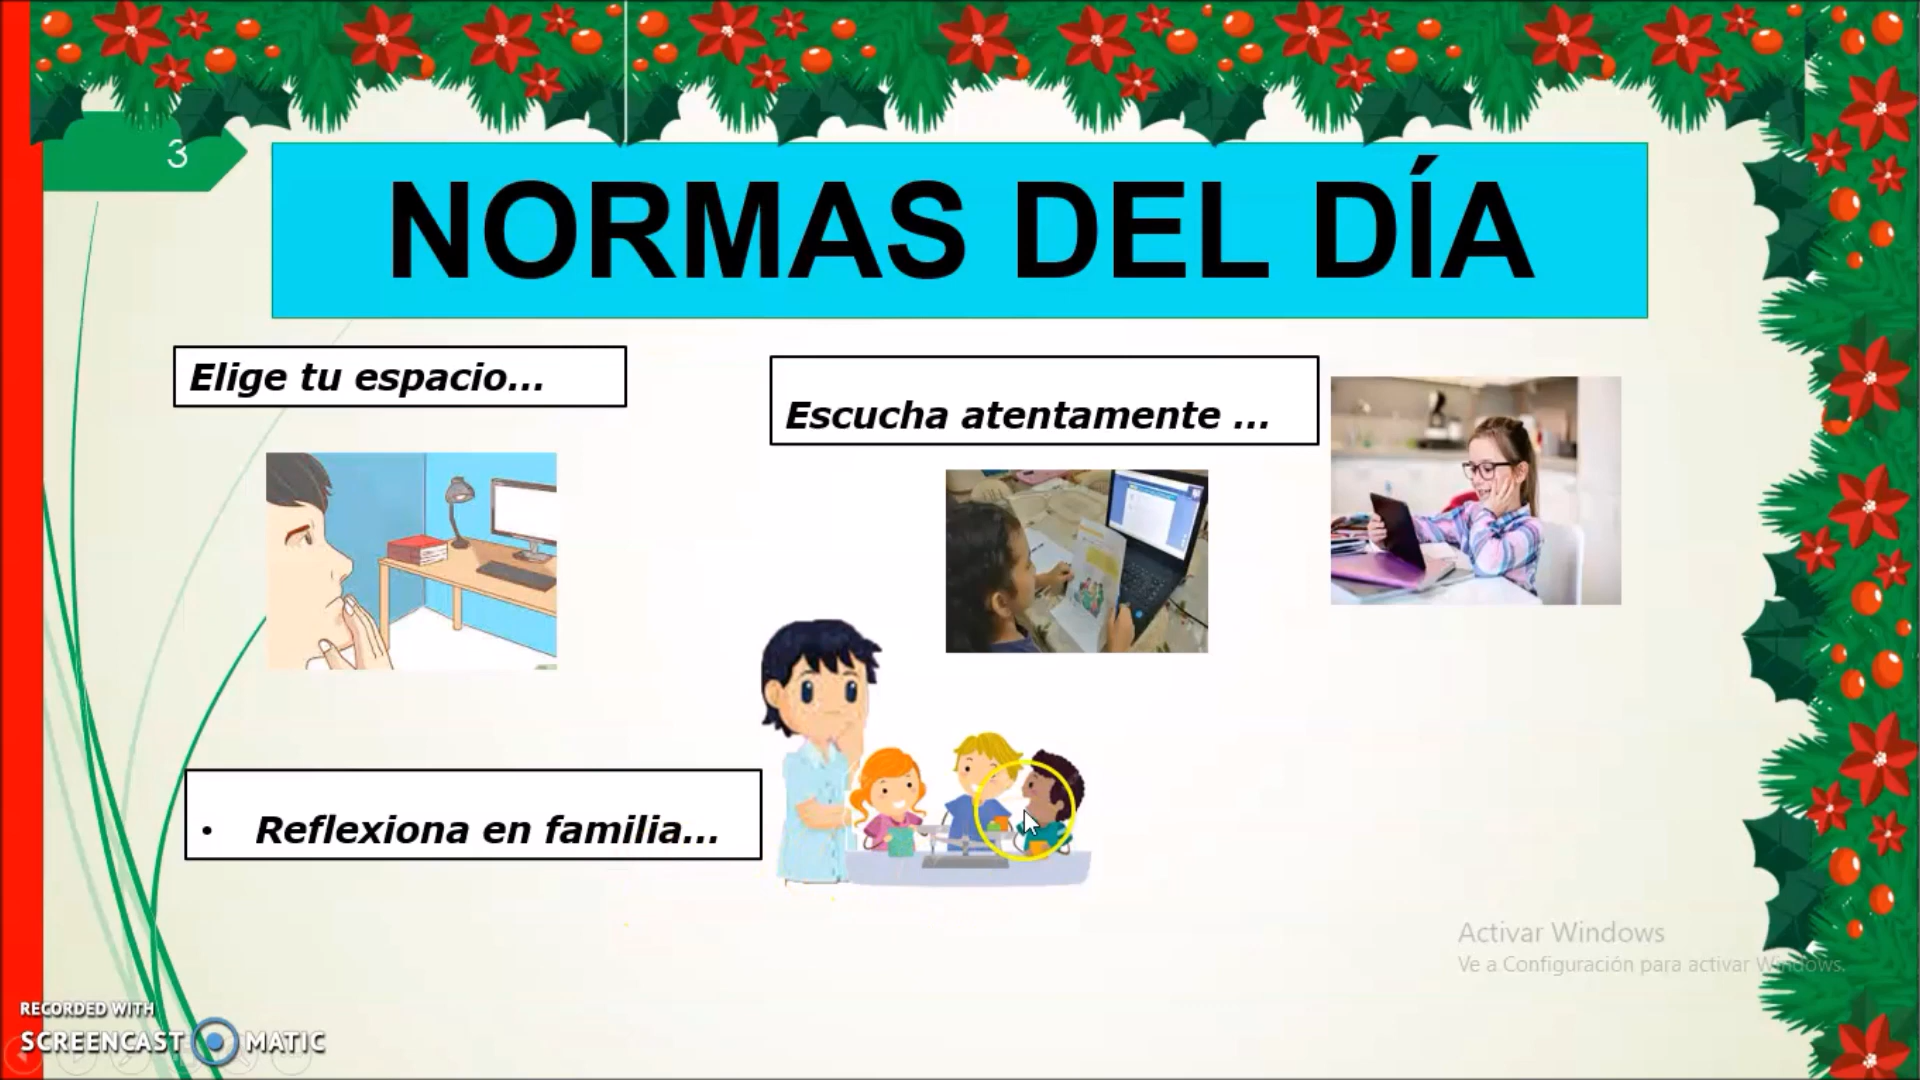 3
NORMAS DEL DÍA
Elige tu espacio...
Escucha atentamente ...
• Reflexiona en familia...
Activar Windows
Ve a Configuración para activar Windows.
RECORDED WITH
SCREENCAST MATIC